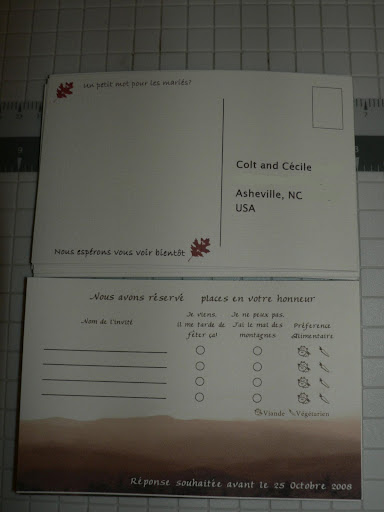 Un petit mot pour les mariés?
Colt and Cécile
Asheville, NC
USA
Nous espérons vous voir bientôt
Nous avons réservé places en votre honneur
Nom de l'invité
Je viens.
Il me tarde de
fêter ça!
Je ne peux pas.
J'ai le mal des
montagnes
Préférence
alimentaire
Viande Végétarien
Réponse souhaitée avant le 25 Octobre 2008